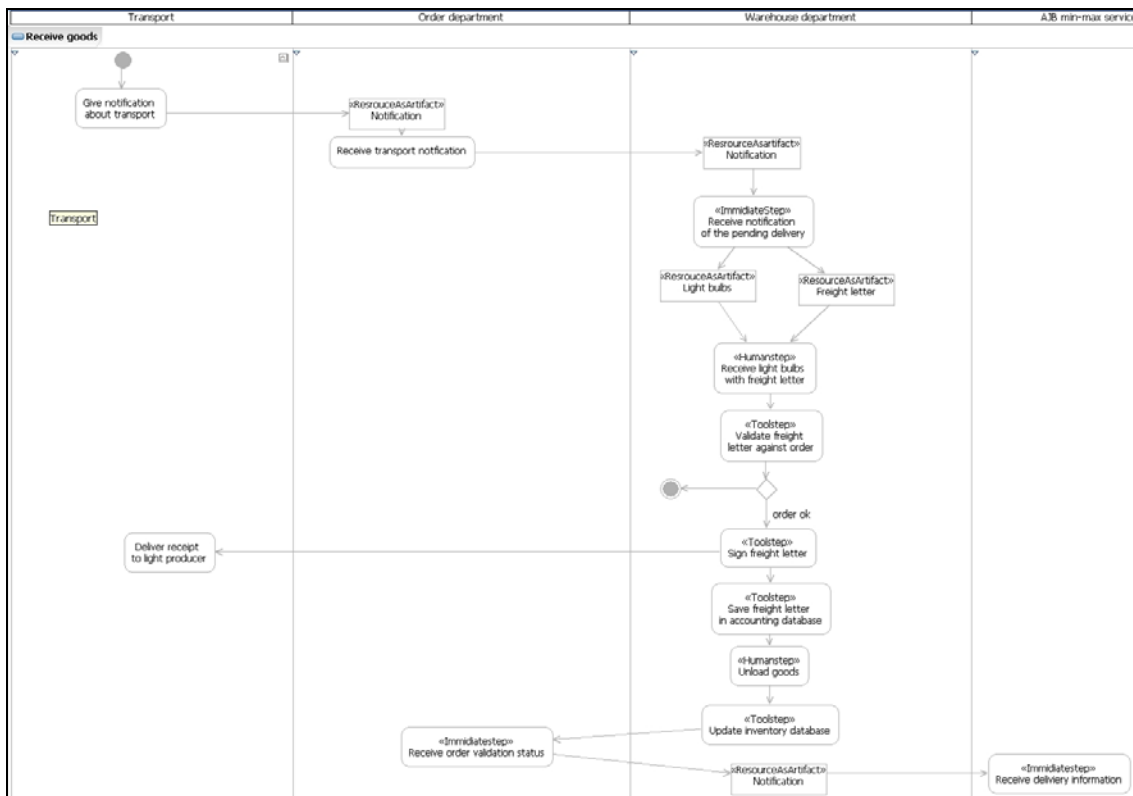 Transport
Order department
Warehouse department
AJB min-max service
Receive goods
Give notification
about transport
«ResrouceAsArtifact»
Notification
Receive transport notfication
«ResrourceAsartifact»
Notification
Transport
«ImmidiateStep»
Receive notification
of the pending delivery
«ResrouceAsArtifact»
Light bulbs
«ResourceAsArtifact»
Freight letter
«Humanstep»
Receive light bulbs
with freight letter
«Toolstep»
Validate freight
letter against order
order ok
Deliver receipt
to light producer
«Toolstep»
Sign freight letter
«Toolstep»
Save freight letter
in accounting database
«Humanstep»
Unload goods
«Toolstep»
Update inventory database
«Immidiatestep»
Receive order validation status
«ResourceAsArtifact»
Notification
«Immidiatestep»
Receive deliviery information